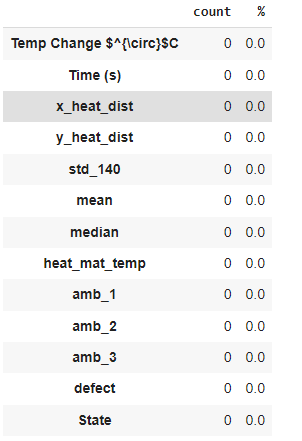 count %
Temp Change $^{\circ}$C 0 0.0
Time (s) 0 0.0
x_heat_dist 0 0.0
y_heat_dist 0 0.0
std_140 0 0.0
mean 0 0.0
median 0 0.0
heat_mat_temp 0 0.0
amb_1 0 0.0
amb_2 0 0.0
amb_3 0 0.0
defect 0 0.0
State 0 0.0